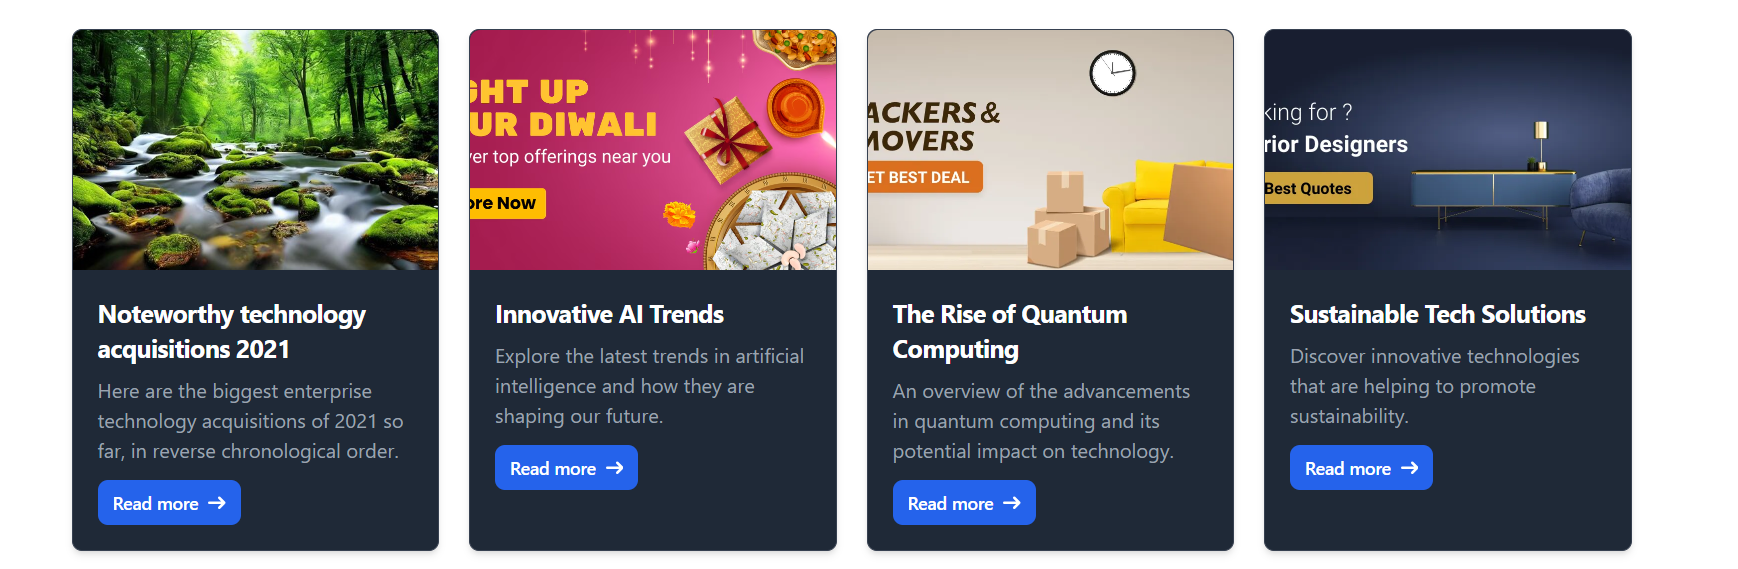 GHT UP
UR DIWALI
ver top offerings near you
ore Now
ACKERS &
MOVERS
ET BEST DEAL
king for ?
rior Designers
Best Quotes
Noteworthy technology
acquisitions 2021
Here are the biggest enterprise
technology acquisitions of 2021 so
far, in reverse chronological order.
Read more →
Innovative AI Trends
Explore the latest trends in artificial
intelligence and how they are
shaping our future.
Read more →
The Rise of Quantum
Computing
An overview of the advancements
in quantum computing and its
potential impact on technology.
Read more →
Sustainable Tech Solutions
Discover innovative technologies
that are helping to promote
sustainability.
Read more →